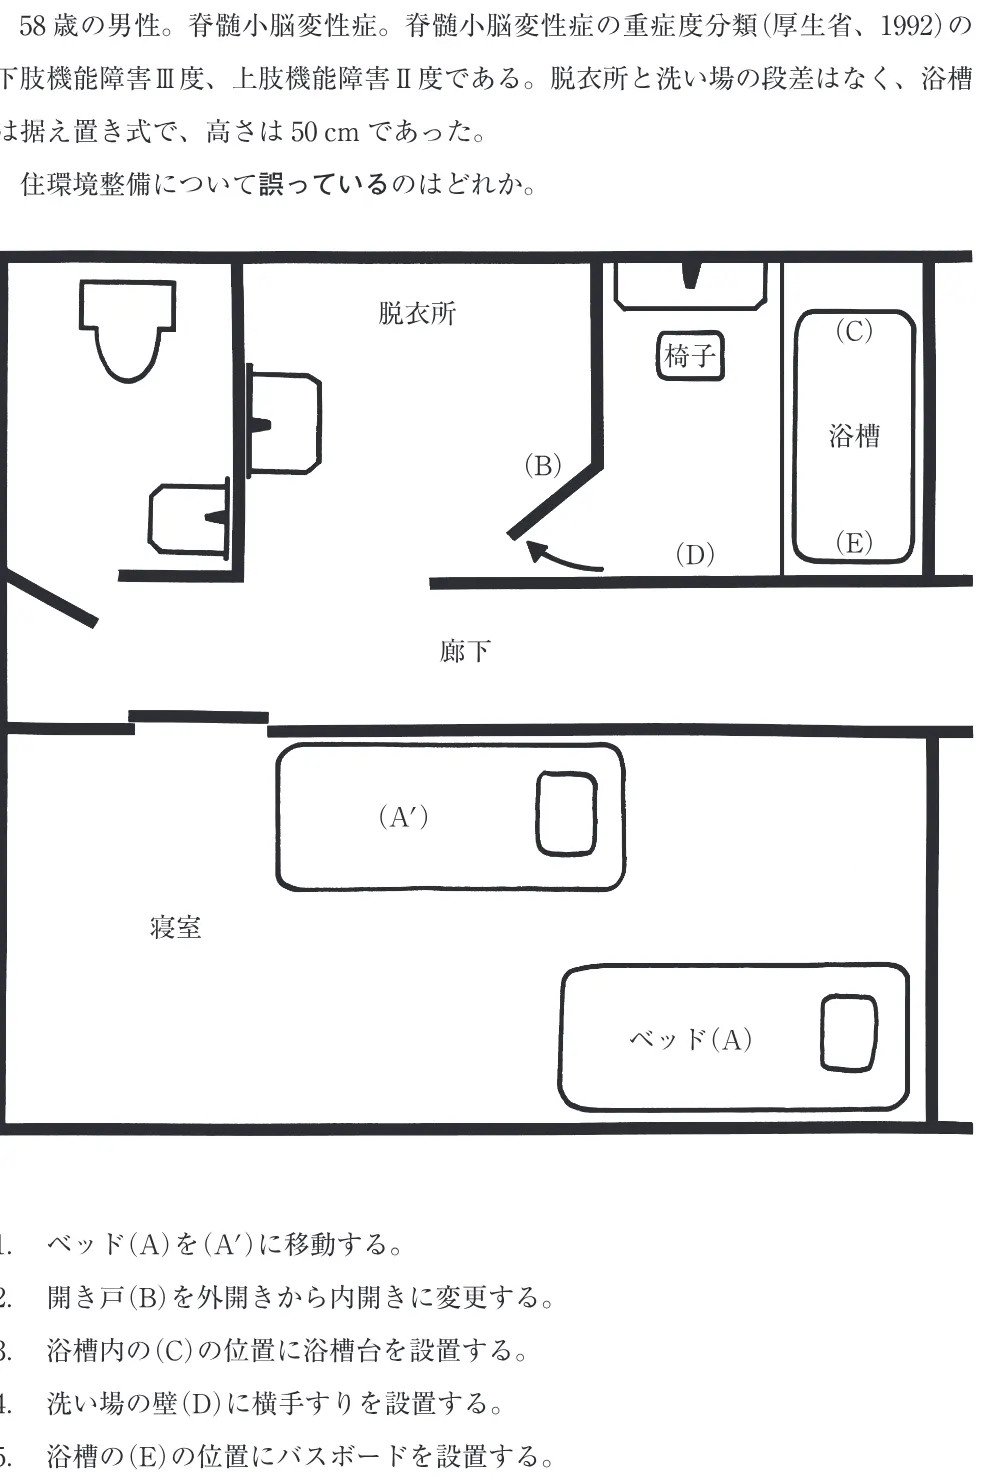 58歳の男性。脊髄小脳変性症。脊髄小脳変性症の重症度分類(厚生省、1992)の
下肢機能障害Ⅲ度、上肢機能障害Ⅱ度である。脱衣所と洗い場の段差はなく、浴槽
は据え置き式で、高さは50 cmであった。
住環境整備について誤っているのはどれか。
脱衣所
椅子
(C)
浴槽
(B)
(D)
(E)
廊下
(A′)
寝室
ベッド(A)
1. ベッド(A)を(A′)に移動する。
2. 開き戸(B)を外開きから内開きに変更する。
3. 浴槽内の(C)の位置に浴槽台を設置する。
4. 洗い場の壁(D)に横手すりを設置する。
5. 浴槽の(E)の位置にバスボードを設置する。